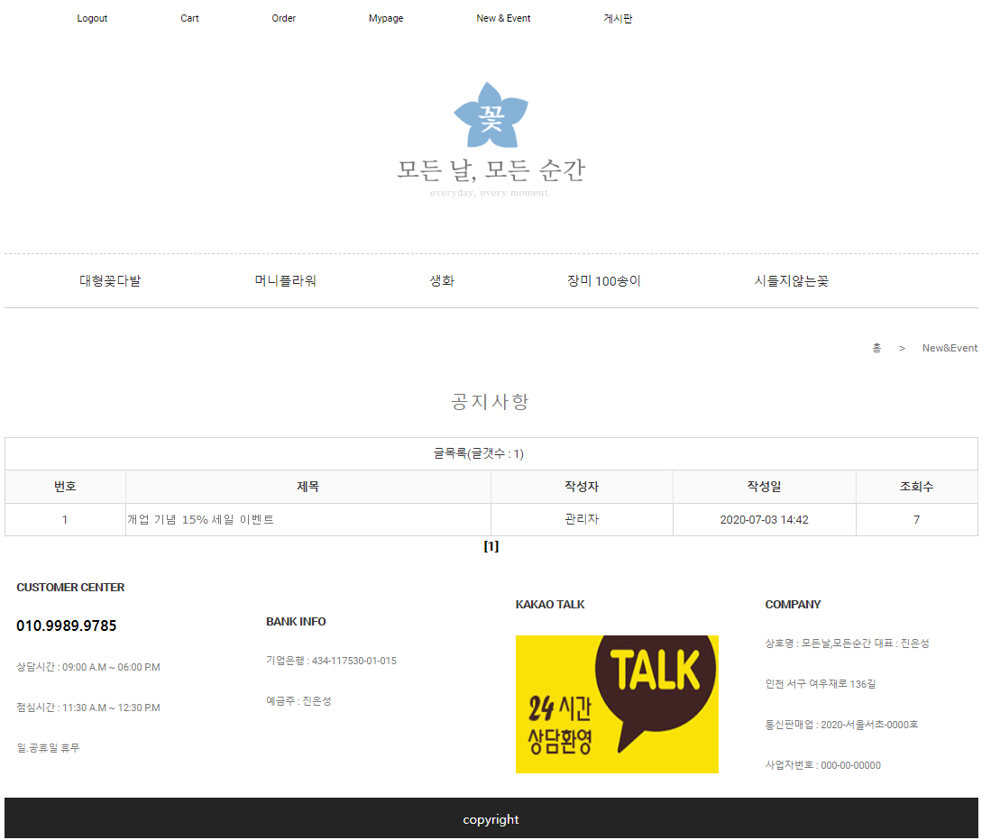 Logout Cart Order Mypage New & Event 게시판
꽃
모든 날, 모든 순간
everyday, every moment.
대형꽃다발 머니플라워 생화 장미 100송이 시들지않는꽃
홈 > New&Event
공지사항
글목록(글갯수 : 1)
번호 제목 작성자 작성일 조회수
1 개업 기념 15% 세일 이벤트 관리자 2020-07-03 14:42 7
[1]
CUSTOMER CENTER
010.9989.9785
상담시간 : 09:00 A.M ~ 06:00 P.M
점심시간 : 11:30 A.M ~ 12:30 P.M
일.공휴일 휴무
BANK INFO
기업은행 : 434-117530-01-015
예금주 : 진은성
KAKAO TALK
TALK
24 시간
상담환영
COMPANY
상호명 : 모든날,모든순간 대표 : 진은성
인천 서구 여우재로 136길
통신판매업 : 2020-서울서초-0000호
사업자번호 : 000-00-00000
copyright